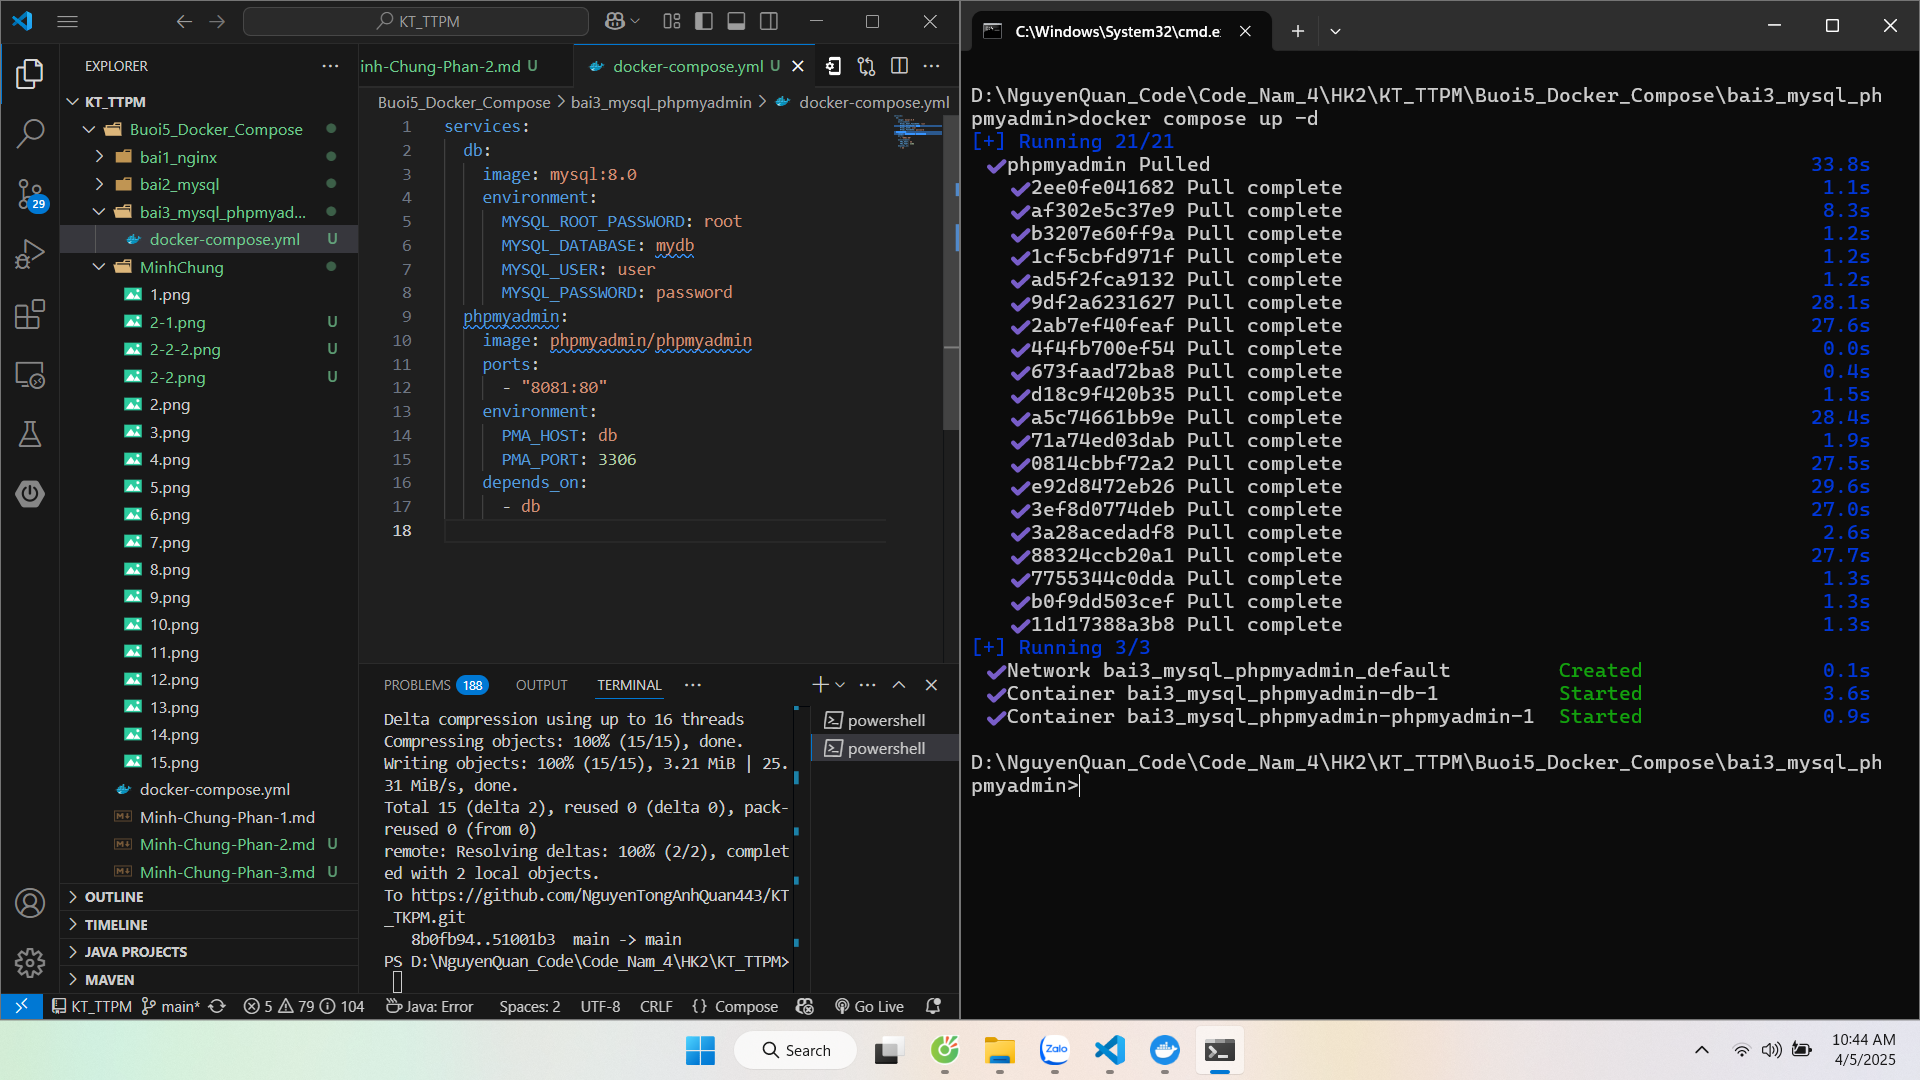 KT_TTPM
EXPLORER
KT_TTPM
Buoi5_Docker_Compose
bai1_nginx
bai2_mysql
bai3_mysql_phpmyad...
docker-compose.yml U
MinhChung
1.png
2-1.png U
2-2-2.png U
2-2.png U
2.png
3.png
4.png
5.png
6.png
7.png
8.png
9.png
10.png
11.png
12.png
13.png
14.png
15.png
docker-compose.yml
Minh-Chung-Phan-1.md
Minh-Chung-Phan-2.md U
Minh-Chung-Phan-3.md U
OUTLINE
TIMELINE
JAVA PROJECTS
MAVEN
29
inh-Chung-Phan-2.md U
docker-compose.yml U
Buoi5_Docker_Compose > bai3_mysql_phpmyadmin > docker-compose.yml
1 services:
2 db:
3 image: mysql:8.0
4 environment:
5 MYSQL_ROOT_PASSWORD: root
6 MYSQL_DATABASE: mydb
7 MYSQL_USER: user
8 MYSQL_PASSWORD: password
9 phpmyadmin:
10 image: phpmyadmin/phpmyadmin
11 ports:
12 - "8081:80"
13 environment:
14 PMA_HOST: db
15 PMA_PORT: 3306
16 depends_on:
17 - db
18
PROBLEMS 188 OUTPUT TERMINAL
Delta compression using up to 16 threads
Compressing objects: 100% (15/15), done.
Writing objects: 100% (15/15), 3.21 MiB | 25.
31 MiB/s, done.
Total 15 (delta 2), reused 0 (delta 0), pack-
reused 0 (from 0)
remote: Resolving deltas: 100% (2/2), complet
ed with 2 local objects.
To https://github.com/NguyenTongAnhQuan443/KT
_TKPM.git
8b0fb94..51001b3  main -> main
PS D:\NguyenQuan_Code\Code_Nam_4\HK2\KT_TTPM>
powershell
powershell
KT_TTPM main* 5 79 104 Java: Error Spaces: 2 UTF-8 CRLF {} Compose Go Live
C:\Windows\System32\cmd.e
D:\NguyenQuan_Code\Code_Nam_4\HK2\KT_TTPM\Buoi5_Docker_Compose\bai3_mysql_ph
pmyadmin>docker compose up -d
[+] Running 21/21
phpmyadmin Pulled 33.8s
2ee0fe041682 Pull complete 1.1s
af302e5c37e9 Pull complete 8.3s
b3207e60ff9a Pull complete 1.2s
1cf5cbfd971f Pull complete 1.2s
ad5f2fca9132 Pull complete 1.2s
9df2a6231627 Pull complete 28.1s
2ab7ef40feaf Pull complete 27.6s
4f4fb700ef54 Pull complete 0.0s
673faad72ba8 Pull complete 0.4s
d18c9f420b35 Pull complete 1.5s
a5c74661bb9e Pull complete 28.4s
71a74ed03dab Pull complete 1.9s
0814cbbf72a2 Pull complete 27.5s
e92d8472eb26 Pull complete 29.6s
3ef8d0774deb Pull complete 27.0s
3a28acedadf8 Pull complete 2.6s
88324ccb20a1 Pull complete 27.7s
7755344c0dda Pull complete 1.3s
b0f9dd503cef Pull complete 1.3s
11d17388a3b8 Pull complete 1.3s
[+] Running 3/3
Network bai3_mysql_phpmyadmin_default Created 0.1s
Container bai3_mysql_phpmyadmin-db-1 Started 3.6s
Container bai3_mysql_phpmyadmin-phpmyadmin-1 Started 0.9s
D:\NguyenQuan_Code\Code_Nam_4\HK2\KT_TTPM\Buoi5_Docker_Compose\bai3_mysql_ph
pmyadmin>
Search
Zalo
10:44 AM
4/5/2025